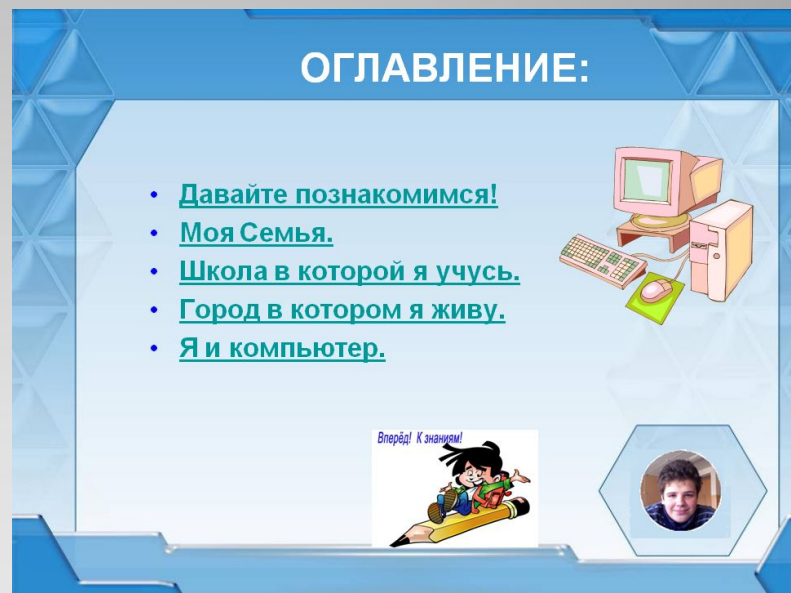 ОГЛАВЛЕНИЕ:
Давайте познакомимся!
Моя Семья.
Школа в которой я учусь.
Город в котором я живу.
Я и компьютер.
Вперёд! К знаниям!